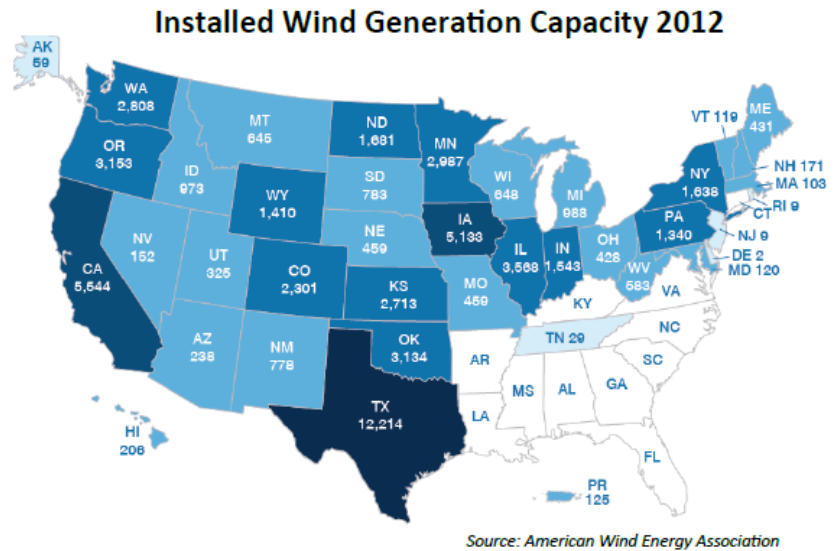 Installed Wind Generation Capacity 2012
AK
59
WA
2,808
OR
3,153
CA
5,544
ID
973
NV
152
MT
645
WY
1,410
UT
325
AZ
238
CO
2,301
NM
778
ND
1,681
SD
783
NE
459
KS
2,713
OK
3,134
TX
12,214
MN
2,987
IA
5,133
MO
459
AR
LA
WI
648
IL
3,568
MI
988
IN
1,543
OH
428
KY
TN 29
MS
AL
GA
FL
SC
NC
VA
WV
583
PA
1,340
NY
1,638
VT 119
ME
431
NH 171
MA 103
RI 9
CT
NJ 9
DE 2
MD 120
HI
206
PR
125
Source: American Wind Energy Association